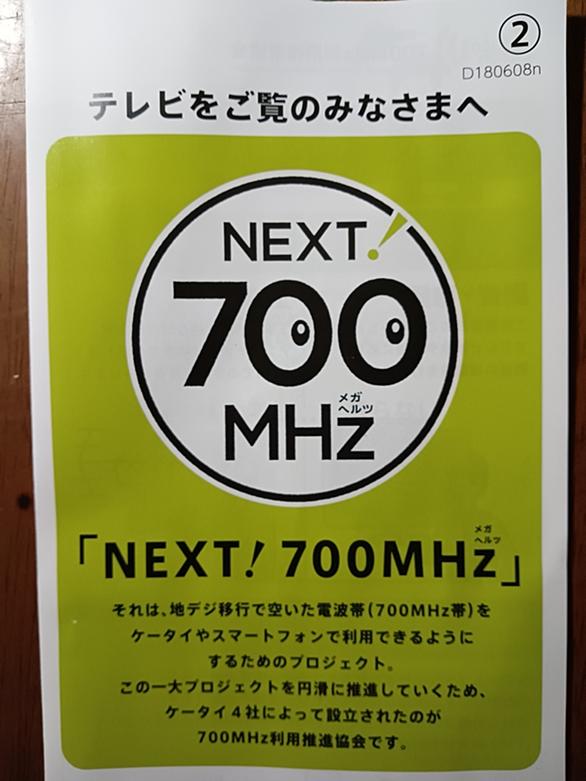 ②
D180608n
テレビをご覧のみなさまへ
NEXT!
700
メガ
ヘルツ
MHz
メガ
ヘルツ
「NEXT! 700MHz」
それは、地デジ移行で空いた電波帯(700MHz帯)を
ケータイやスマートフォンで利用できるように
するためのプロジェクト。
この一大プロジェクトを円滑に推進していくため、
ケータイ4社によって設立されたのが
700MHz利用推進協会です。